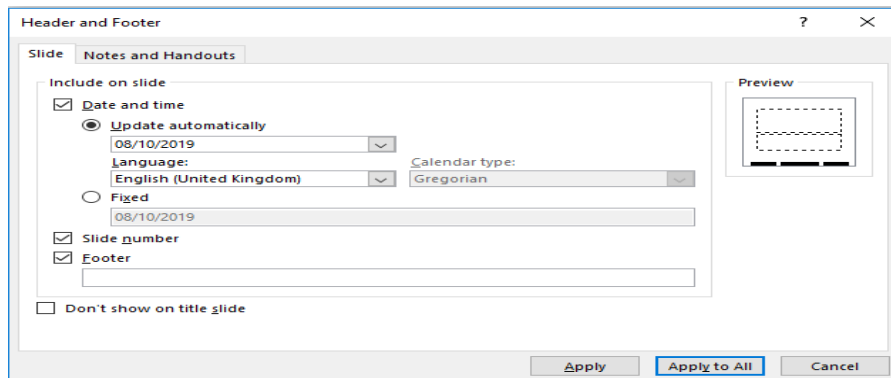 Header and Footer ?
Slide Notes and Handouts
Include on slide
Preview
Date and time
Update automatically
08/10/2019
Language: Calendar type:
English (United Kingdom) Gregorian
Fixed
08/10/2019
Slide number
Footer
Don't show on title slide
Apply Apply to All Cancel